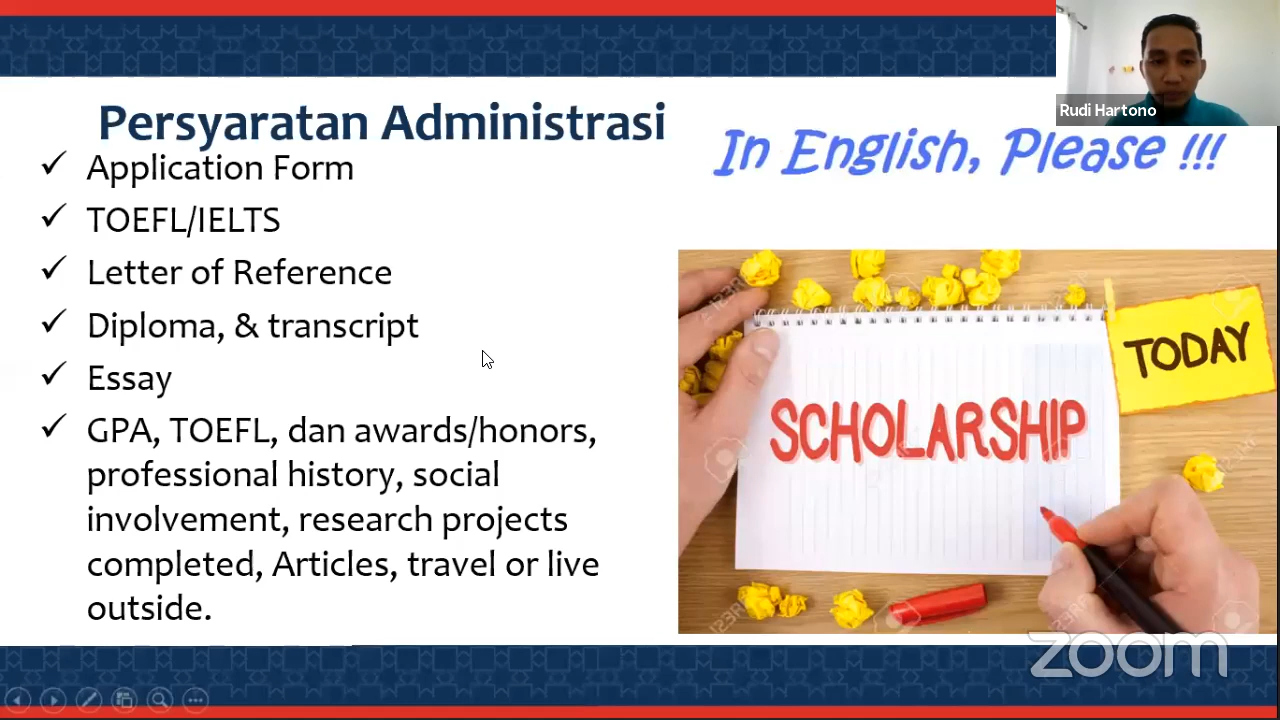 Rudi Hartono
Persyaratan Administrasi
In English, Please !!!
✓ Application Form
✓ TOEFL/IELTS
✓ Letter of Reference
✓ Diploma, & transcript
✓ Essay
✓ GPA, TOEFL, dan awards/honors,
professional history, social
involvement, research projects
completed, Articles, travel or live
outside.
TODAY
SCHOLARSHIP
123RF
zoom